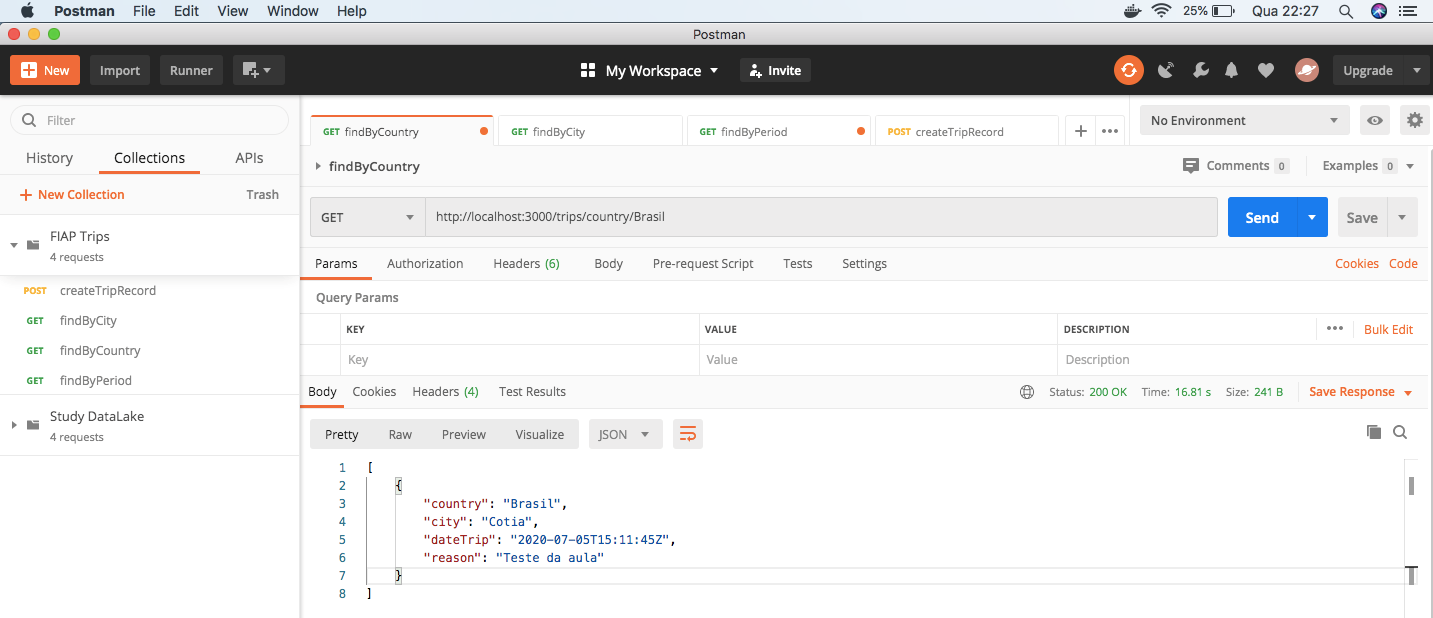 Postman File Edit View Window Help 25% Qua 22:27
Postman
New Import Runner My Workspace Invite Upgrade
Filter
History Collections APIs
New Collection Trash
FIAP Trips
4 requests
POST createTripRecord
GET findByCity
GET findByCountry
GET findByPeriod
Study DataLake
4 requests
GET findByCountry GET findByCity GET findByPeriod POST createTripRecord No Environment
findByCountry Comments 0 Examples 0
GET http://localhost:3000/trips/country/Brasil Send Save
Params Authorization Headers (6) Body Pre-request Script Tests Settings Cookies Code
Query Params
KEY VALUE DESCRIPTION Bulk Edit
Key Value Description
Body Cookies Headers (4) Test Results Status: 200 OK Time: 16.81 s Size: 241 B Save Response
Pretty Raw Preview Visualize JSON
1 [
2 {
3 "country": "Brasil",
4 "city": "Cotia",
5 "dateTrip": "2020-07-05T15:11:45Z",
6 "reason": "Teste da aula"
7 }
8 ]